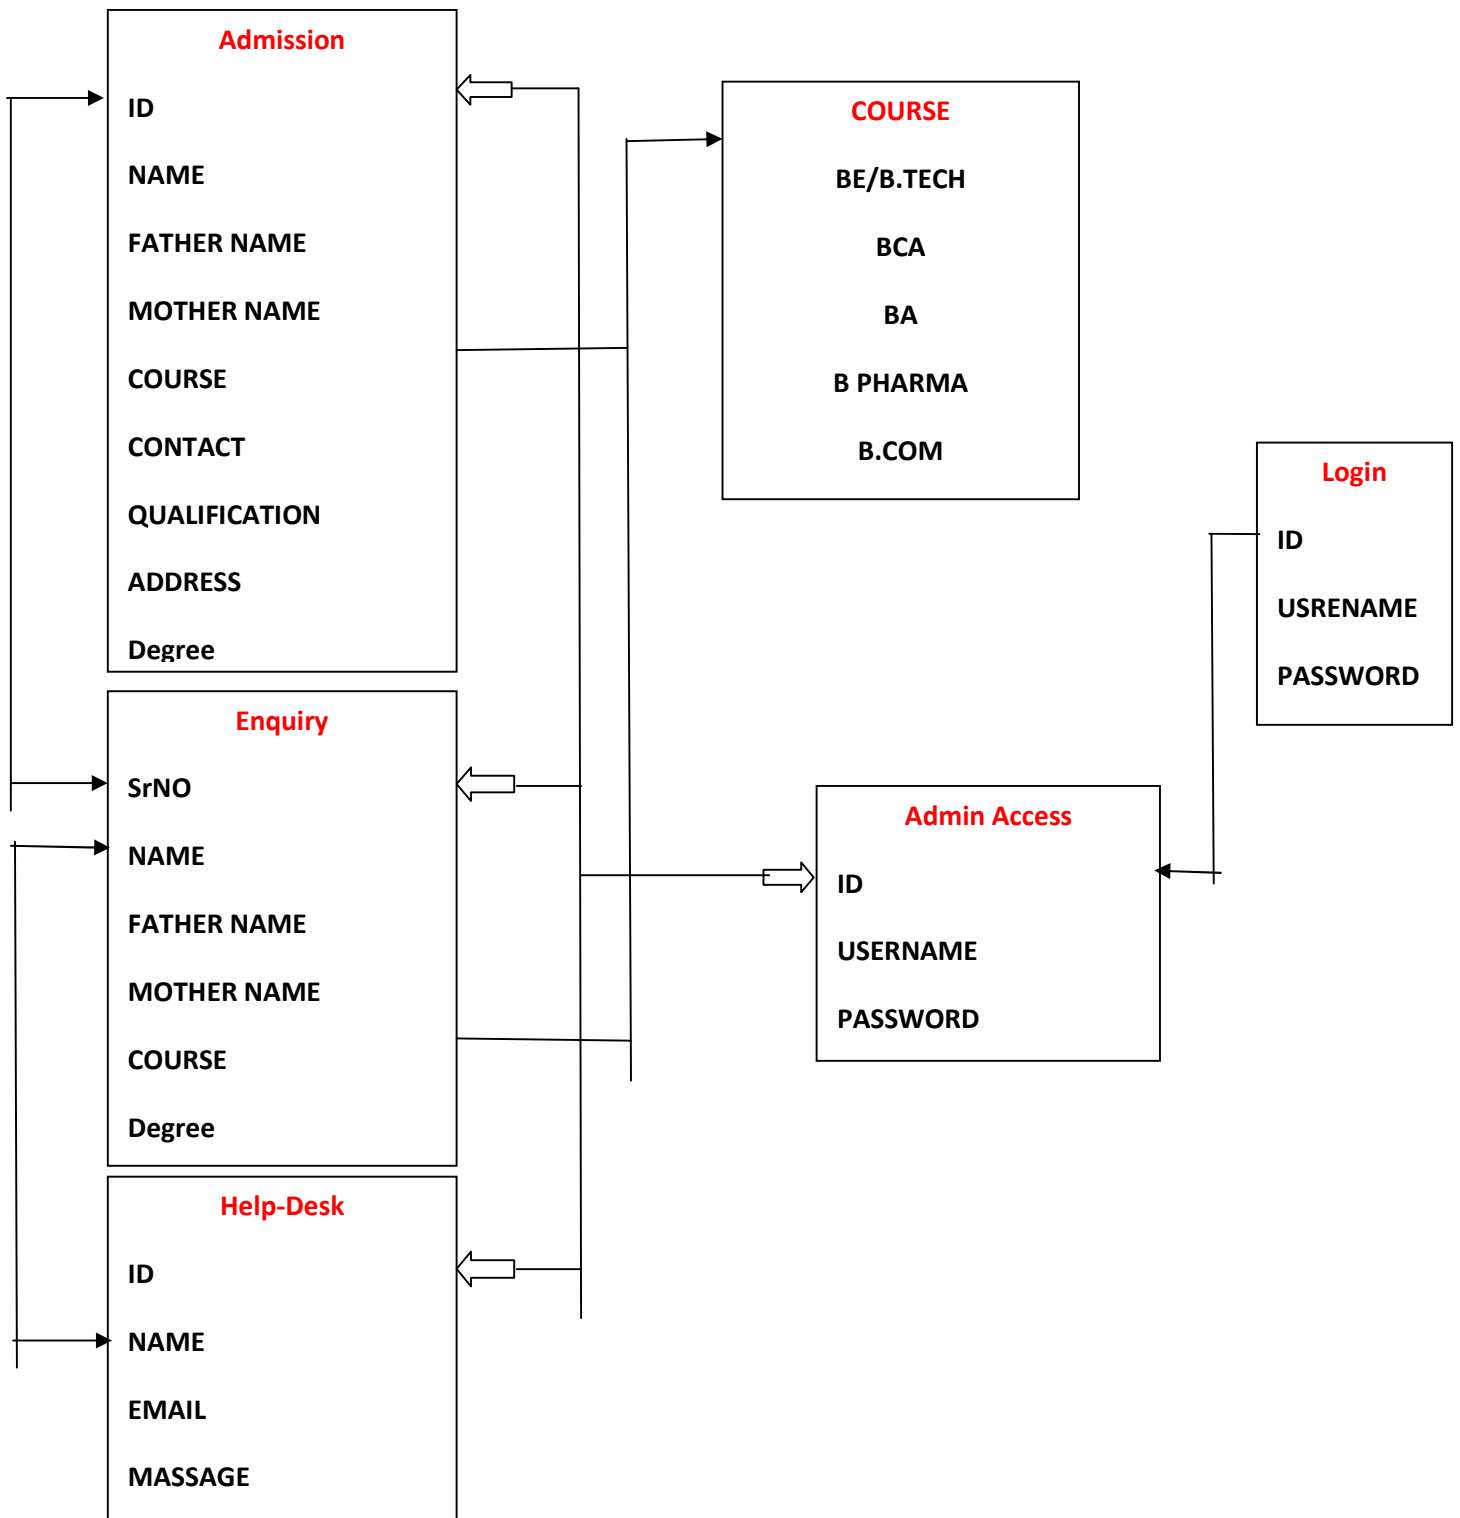 Admission
ID
NAME
FATHER NAME
MOTHER NAME
COURSE
CONTACT
QUALIFICATION
ADDRESS
Degree
COURSE
BE/B.TECH
BCA
BA
B PHARMA
B.COM
Login
ID
USRENAME
PASSWORD
Enquiry
SrNO
NAME
FATHER NAME
MOTHER NAME
COURSE
Degree
Admin Access
ID
USERNAME
PASSWORD
Help-Desk
ID
NAME
EMAIL
MASSAGE